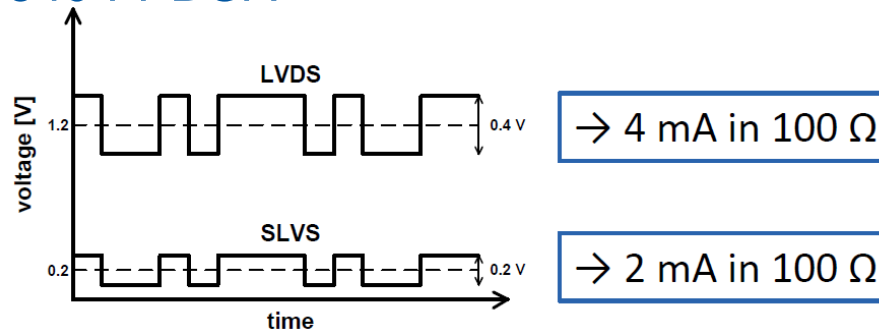 LVDS
voltage [V]
1.2
0.4 V
→ 4 mA in 100 Ω
SLVS
0.2
0.2 V
→ 2 mA in 100 Ω
time